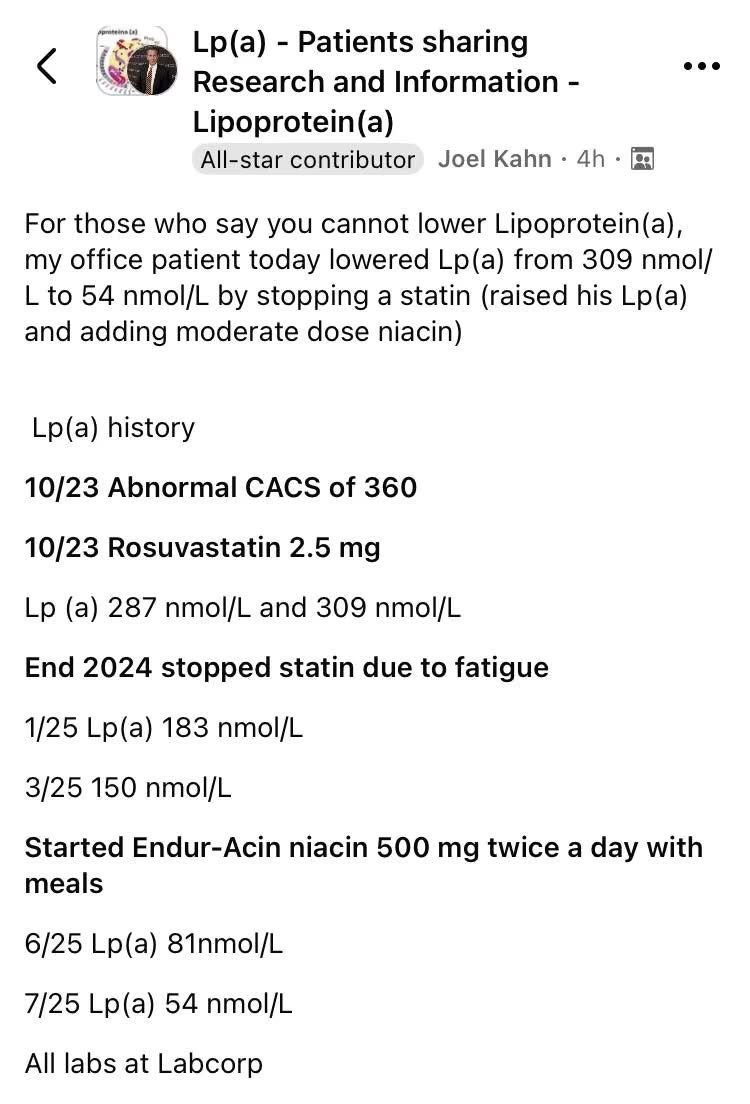 Lp(a) - Patients sharing
Research and Information -
Lipoprotein(a)
All-star contributor Joel Kahn · 4h ·
For those who say you cannot lower Lipoprotein(a),
my office patient today lowered Lp(a) from 309 nmol/
L to 54 nmol/L by stopping a statin (raised his Lp(a)
and adding moderate dose niacin)
Lp(a) history
10/23 Abnormal CACS of 360
10/23 Rosuvastatin 2.5 mg
Lp (a) 287 nmol/L and 309 nmol/L
End 2024 stopped statin due to fatigue
1/25 Lp(a) 183 nmol/L
3/25 150 nmol/L
Started Endur-Acin niacin 500 mg twice a day with
meals
6/25 Lp(a) 81nmol/L
7/25 Lp(a) 54 nmol/L
All labs at Labcorp